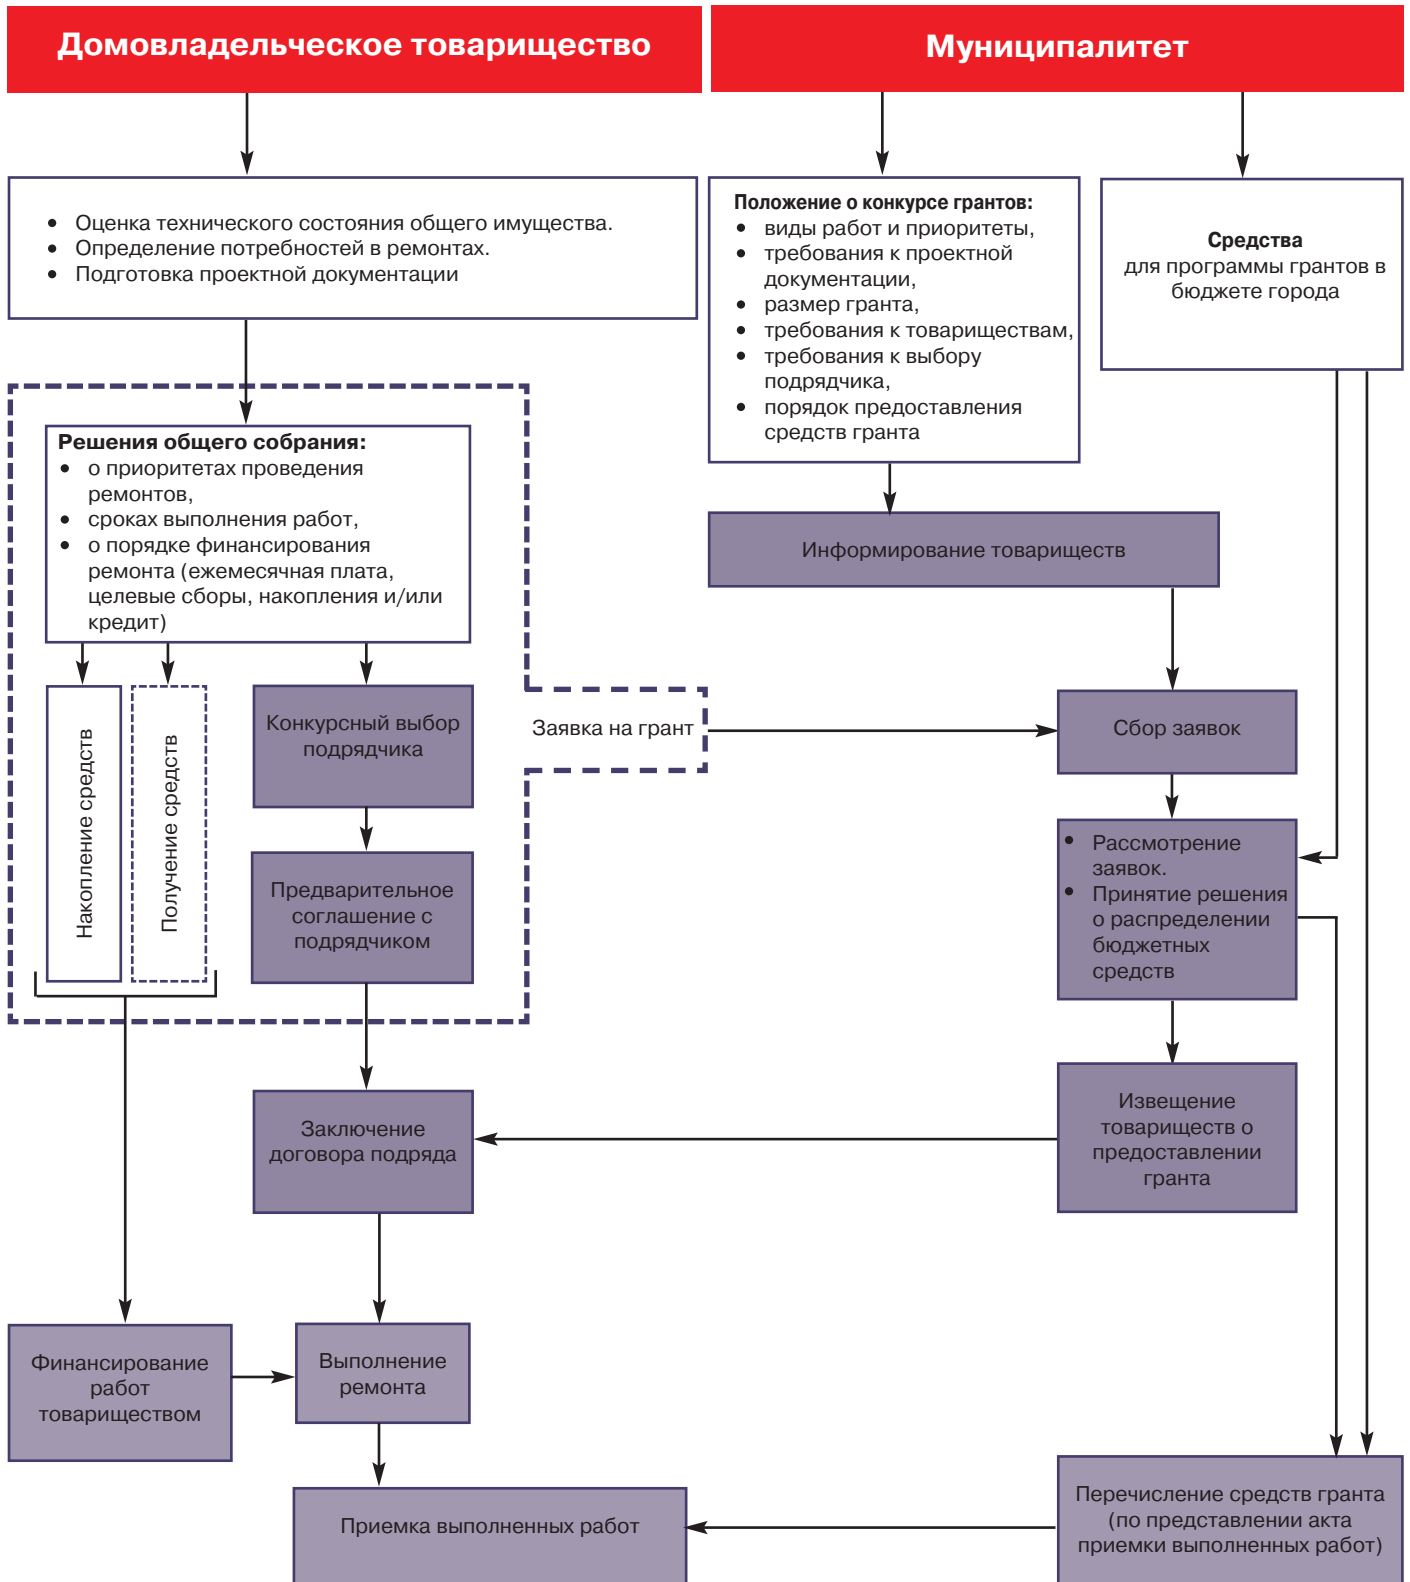 Домовладельческое товарищество
Муниципалитет
• Оценка технического состояния общего имущества.
• Определение потребностей в ремонтах.
• Подготовка проектной документации
Положение о конкурсе грантов:
• виды работ и приоритеты,
• требования к проектной
документации,
• размер гранта,
• требования к товариществам,
• требования к выбору
подрядчика,
• порядок предоставления
средств гранта
Средства
для программы грантов в
бюджете города
Решения общего собрания:
• о приоритетах проведения
ремонтов,
• сроках выполнения работ,
• о порядке финансирования
ремонта (ежемесячная плата,
целевые сборы, накопления и/или
кредит)
Информирование товариществ
Накопление средств
Получение средств
Конкурсный выбор
подрядчика
Заявка на грант
Сбор заявок
Предварительное
соглашение с
подрядчиком
• Рассмотрение
заявок.
• Принятие решения
о распределении
бюджетных
средств
Заключение
договора подряда
Извещение
товариществ о
предоставлении
гранта
Финансирование
работ
товариществом
Выполнение
ремонта
Приемка выполненных работ
Перечисление средств гранта
(по представлении акта
приемки выполненных работ)